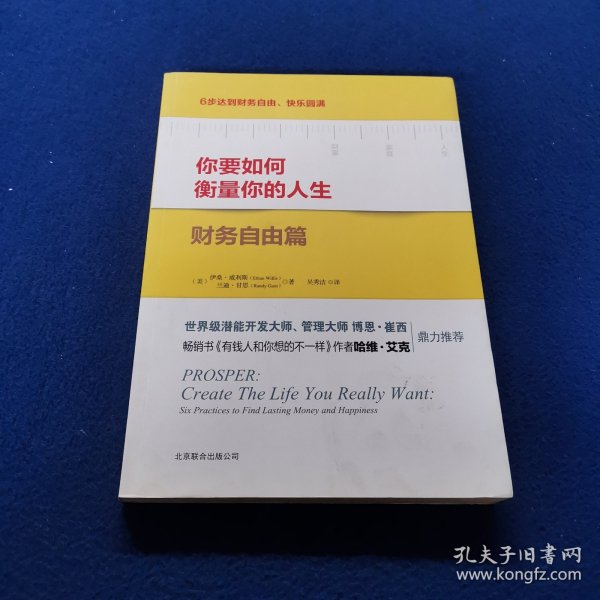 6步达到财务自由、快乐圆满
财富
家庭
人生
你要如何
衡量你的人生
财务自由篇
（美） 伊桑·威利斯（Ethan Willis）
兰迪·甘恩（Randy Garn） ◎著 吴秀洁 ◎译
世界级潜能开发大师、管理大师 博恩·崔西
畅销书《有钱人和你想的不一样》作者哈维·艾克
鼎力推荐
PROSPER:
Create The Life You Really Want:
Six Practices to Find Lasting Money and Happiness
北京联合出版公司
孔夫子旧书网
www.kongfz.com